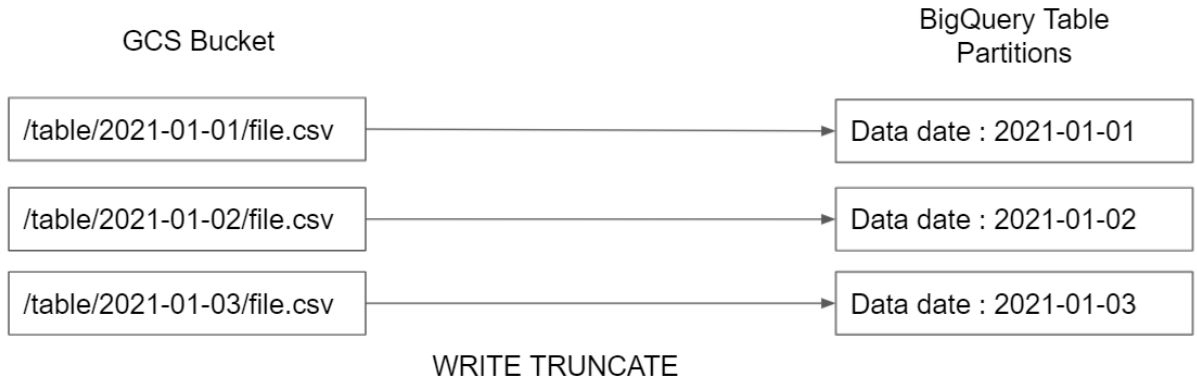 GCS Bucket
BigQuery Table
Partitions
/table/2021-01-01/file.csv
Data date : 2021-01-01
/table/2021-01-02/file.csv
Data date : 2021-01-02
/table/2021-01-03/file.csv
Data date : 2021-01-03
WRITE TRUNCATE